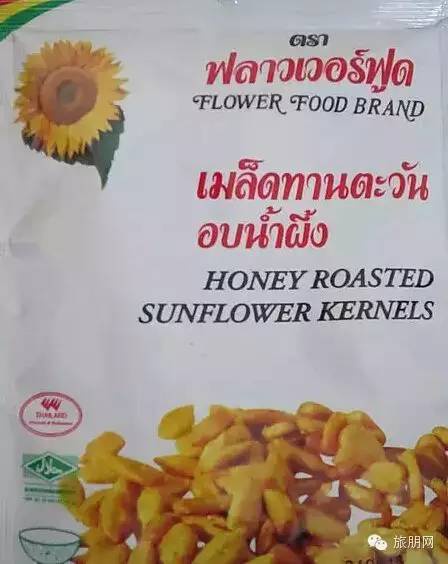 ตรา
ฟลาวเวอร์ฟูด
FLOWER FOOD BRAND
เมล็ดทานตะวัน
อบน้ำผึ้ง
HONEY ROASTED
SUNFLOWER KERNELS
THAILAND
حلال
旅朋网